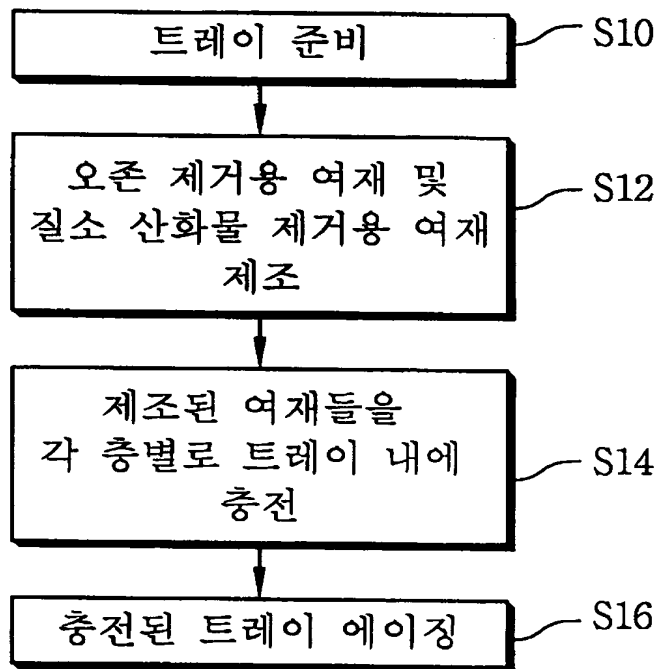 트레이 준비
S10
오존 제거용 여재 및
질소 산화물 제거용 여재
제조
S12
제조된 여재들을
각 층별로 트레이 내에
충전
S14
충전된 트레이 에이징
S16